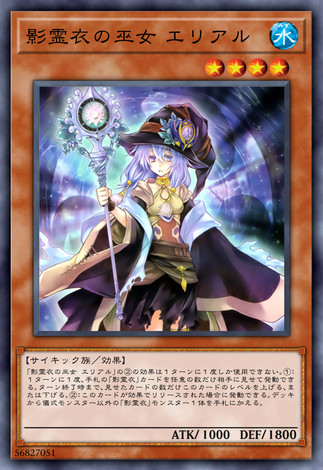 影霊衣の巫女 エリアル
水
【サイキック族／効果】
「影霊衣の巫女 エリアル」の②の効果は１ターンに１度しか使用できない。①：
１ターンに１度、手札の「影霊衣」カードを任意の数だけ相手に見せて発動できる。
ターン終了時まで、見せたカードの数だけこのカードのレベルを上げる、ま
たは下げる。②：このカードが効果でリリースされた場合に発動できる。デッキ
から儀式モンスター以外の「影霊衣」モンスター１体を手札に加える。
ATK/1000 DEF/1800
56827051